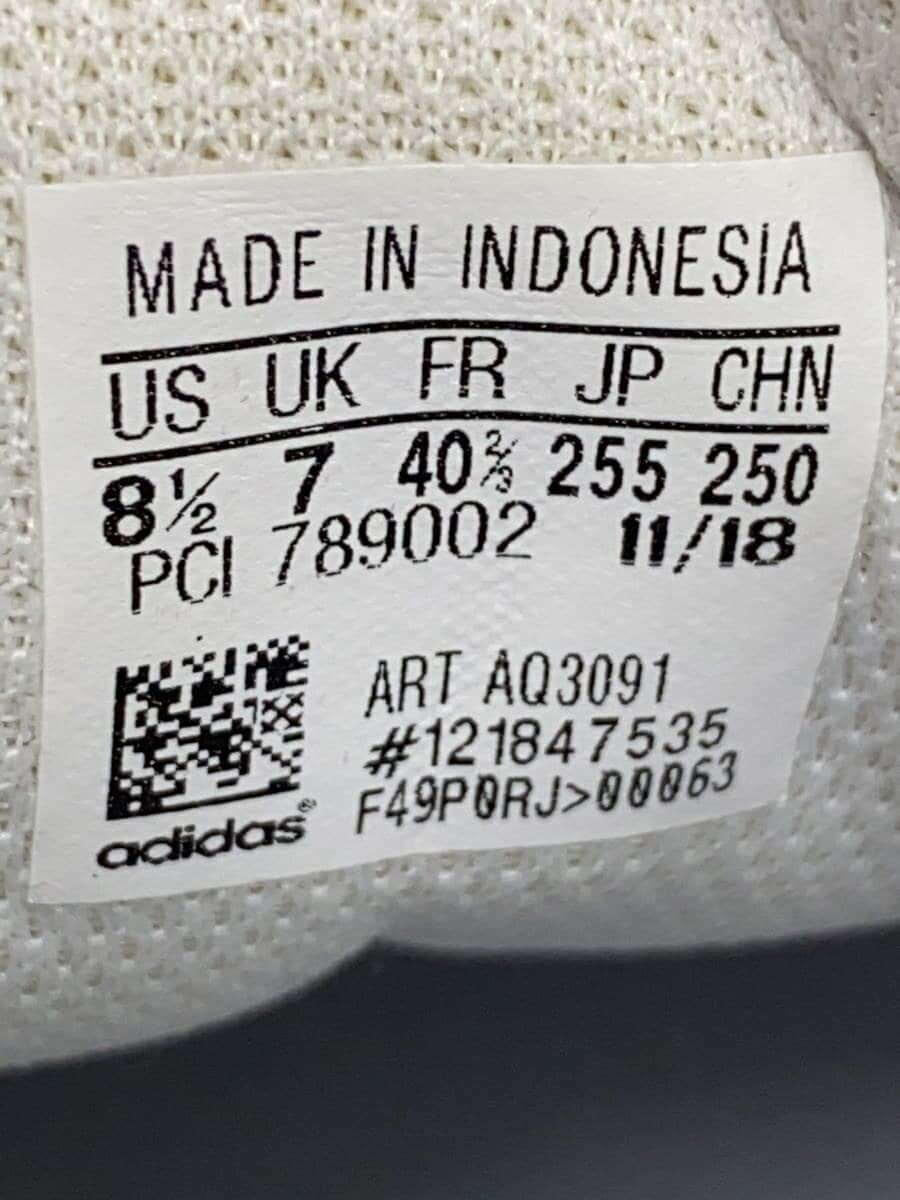 MADE IN INDONESIA
US UK FR JP CHN
8½ 7 40⅔ 255 250
PCI 789002 11/18
ART AQ3091
#121847535
F49P0RJ>00063
adidas®